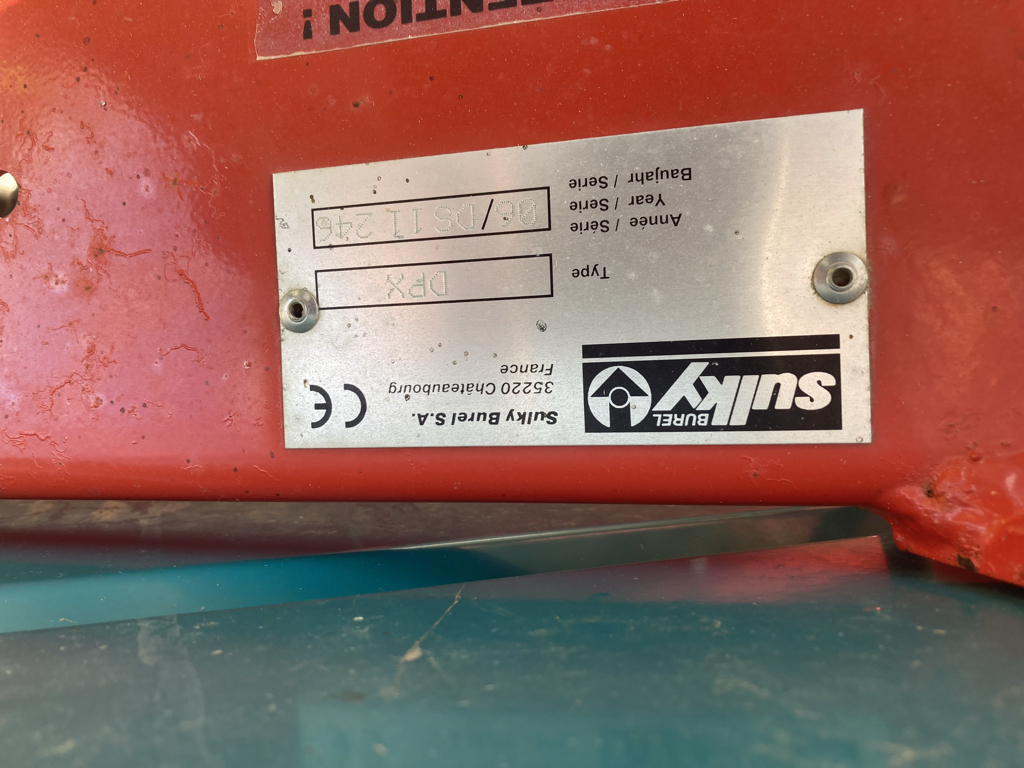 sulky
BUREL
Sulky Burel S.A.
35220 Châteaubourg
France
CE
Type
DPX
Année / Série
Year / Serie
Baujahr / Serie
06/DS 11 246
ATTENTION !